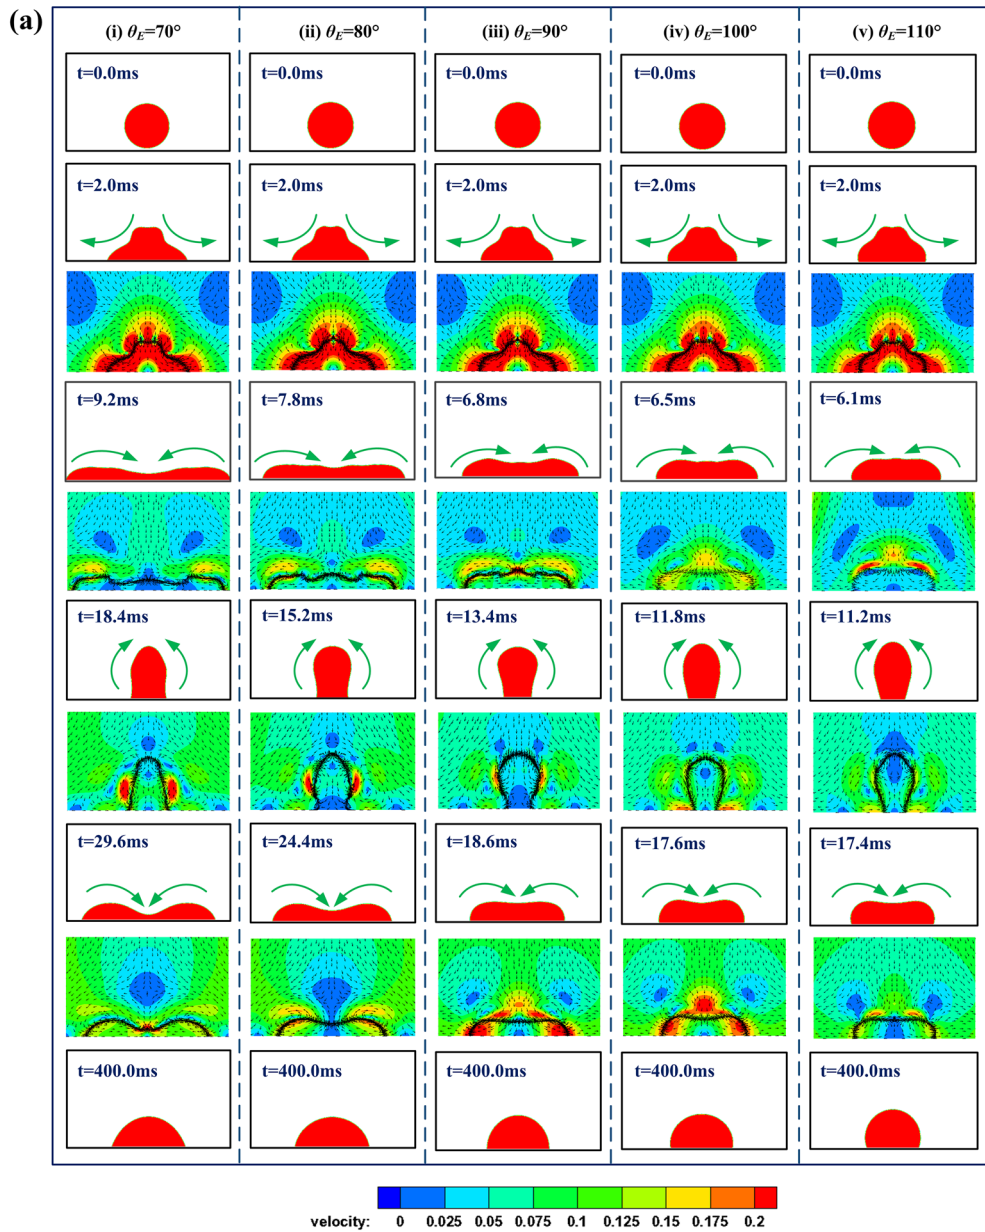 (a)
(i) θE=70° (ii) θE=80° (iii) θE=90° (iv) θE=100° (v) θE=110°
t=0.0ms t=0.0ms t=0.0ms t=0.0ms t=0.0ms
t=2.0ms t=2.0ms t=2.0ms t=2.0ms t=2.0ms
t=9.2ms t=7.8ms t=6.8ms t=6.5ms t=6.1ms
t=18.4ms t=15.2ms t=13.4ms t=11.8ms t=11.2ms
t=29.6ms t=24.4ms t=18.6ms t=17.6ms t=17.4ms
t=400.0ms t=400.0ms t=400.0ms t=400.0ms t=400.0ms
velocity: 0 0.025 0.05 0.075 0.1 0.125 0.15 0.175 0.2